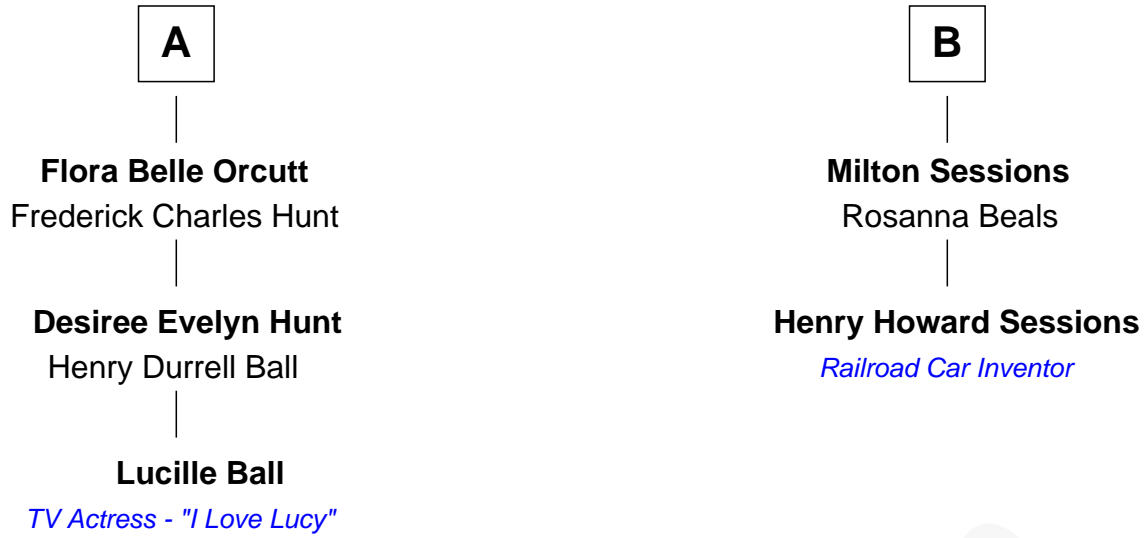 A
Flora Belle Orcutt
Frederick Charles Hunt
Desiree Evelyn Hunt
Henry Durrell Ball
Lucille Ball
TV Actress - "I Love Lucy"
B
Milton Sessions
Rosanna Beals
Henry Howard Sessions
Railroad Car Inventor